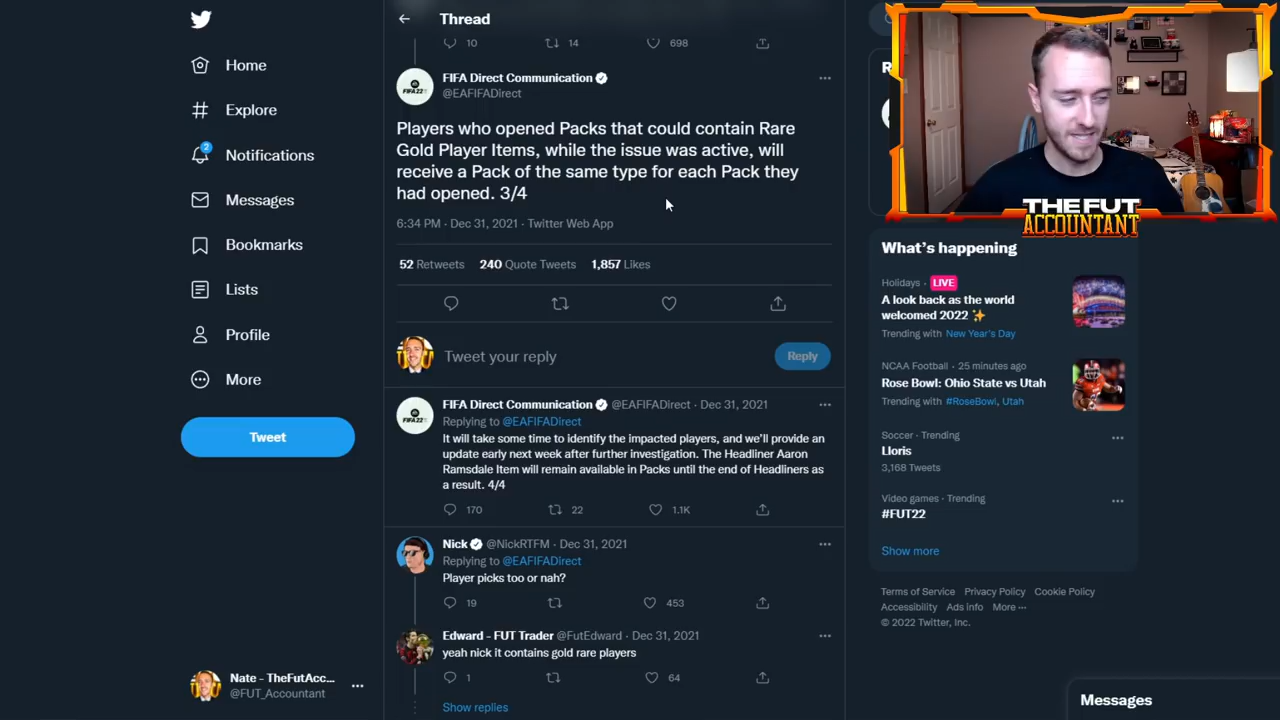 Thread
Home
Explore
2
Notifications
Messages
Bookmarks
Lists
Profile
More
Tweet
Nate - TheFutAcc...
@FUT_Accountant
10
14
698
FIFA Direct Communication
@EAFIFADirect
Players who opened Packs that could contain Rare
Gold Player Items, while the issue was active, will
receive a Pack of the same type for each Pack they
had opened. 3/4
6:34 PM · Dec 31, 2021 · Twitter Web App
52 Retweets 240 Quote Tweets 1,857 Likes
Tweet your reply
Reply
FIFA Direct Communication @EAFIFADirect · Dec 31, 2021
Replying to @EAFIFADirect
It will take some time to identify the impacted players, and we'll provide an
update early next week after further investigation. The Headliner Aaron
Ramsdale Item will remain available in Packs until the end of Headliners as
a result. 4/4
170
22
1.1K
Nick @NickRTFM · Dec 31, 2021
Replying to @EAFIFADirect
Player picks too or nah?
19
453
Edward - FUT Trader @FutEdward · Dec 31, 2021
yeah nick it contains gold rare players
1
64
Show replies
THE FUT
ACCOUNTANT
What's happening
Holidays · LIVE
A look back as the world
welcomed 2022
Trending with New Year's Day
NCAA Football · 25 minutes ago
Rose Bowl: Ohio State vs Utah
Trending with #RoseBowl, Utah
Soccer · Trending
Lloris
3,168 Tweets
Video games · Trending
#FUT22
Show more
Terms of Service Privacy Policy Cookie Policy
Accessibility Ads info More ···
© 2022 Twitter, Inc.
Messages